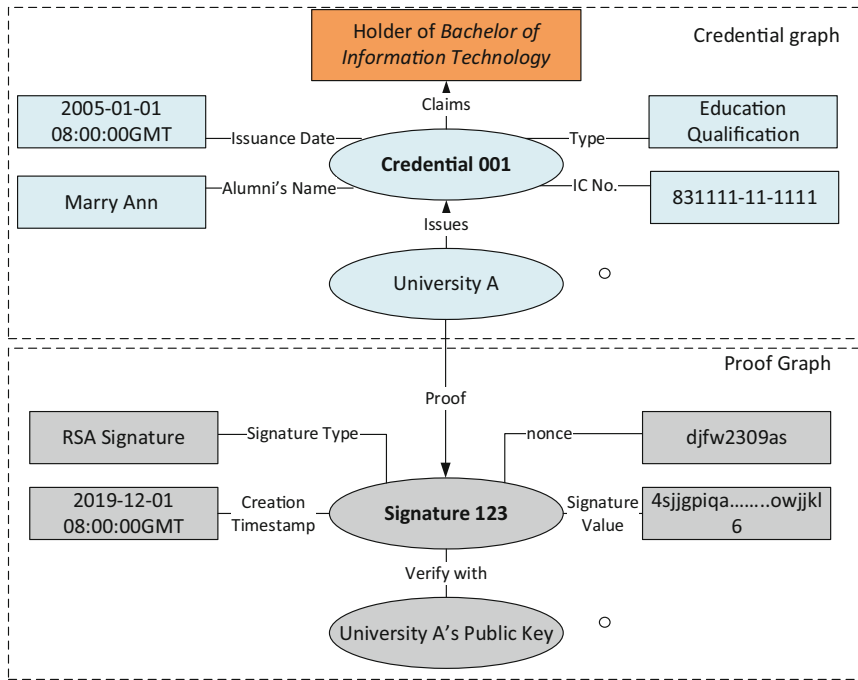 Holder of Bachelor of
Information Technology
Credential graph
Claims
2005-01-01
08:00:00GMT
Issuance Date
Type
Education
Qualification
Credential 001
Marry Ann
Alumni's Name
IC No.
831111-11-1111
Issues
University A
Proof Graph
Proof
RSA Signature
Signature Type
nonce
djfw2309as
2019-12-01
08:00:00GMT
Creation
Timestamp
Signature 123
Signature
Value
4sjjgpiqa……..owjjkl
6
Verify with
University A's Public Key